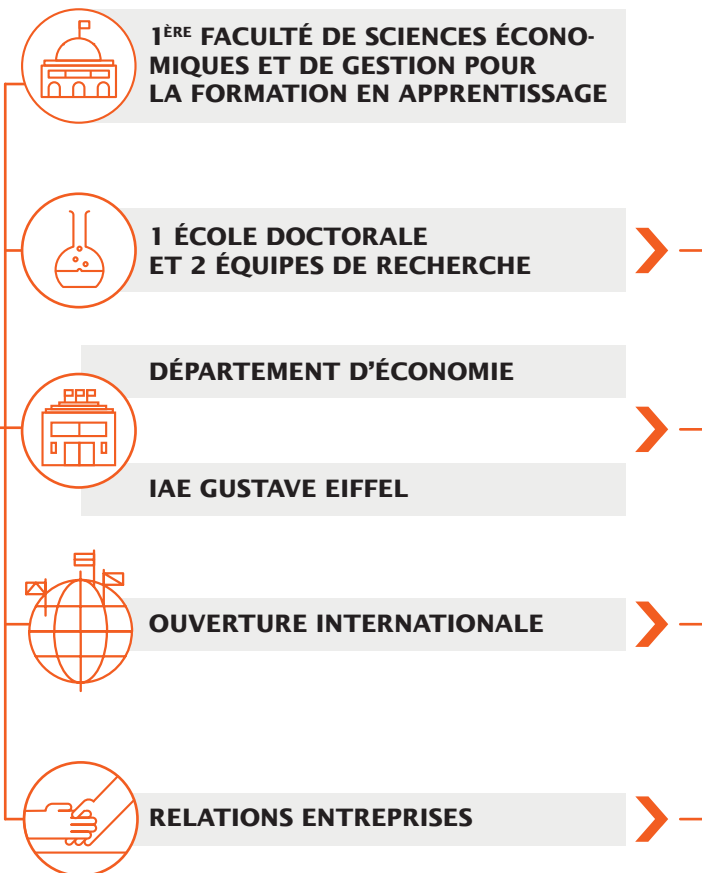 1ÈRE FACULTÉ DE SCIENCES ÉCONO-
MIQUES ET DE GESTION POUR
LA FORMATION EN APPRENTISSAGE
1 ÉCOLE DOCTORALE
ET 2 ÉQUIPES DE RECHERCHE
DÉPARTEMENT D’ÉCONOMIE
IAE GUSTAVE EIFFEL
OUVERTURE INTERNATIONALE
RELATIONS ENTREPRISES